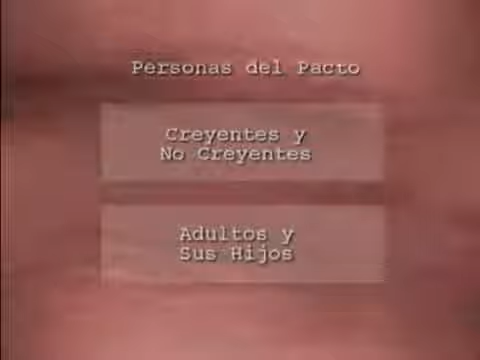 Personas del Pacto
Creyentes y
No Creyentes
Adultos y
Sus Hijos